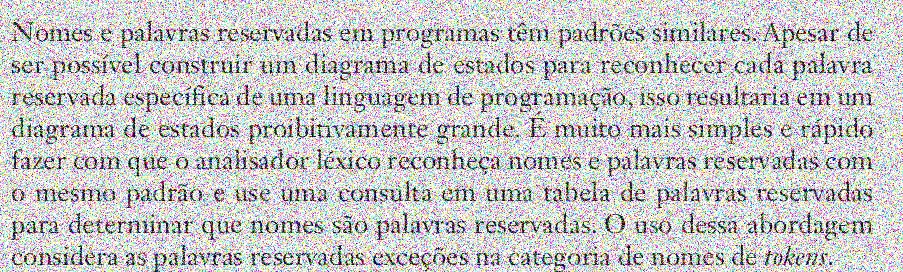 Nomes e palavras reservadas em programas têm padrões similares. Apesar de
ser possível construir um diagrama de estados para reconhecer cada palavra
reservada específica de uma linguagem de programação, isso resultaria em um
diagrama de estados proibitivamente grande. É muito mais simples e rápido
fazer com que o analisador léxico reconheça nomes e palavras reservadas com
o mesmo padrão e use uma consulta em uma tabela de palavras reservadas
para determinar que nomes são palavras reservadas. O uso dessa abordagem
considera as palavras reservadas exceções na categoria de nomes de tokens.